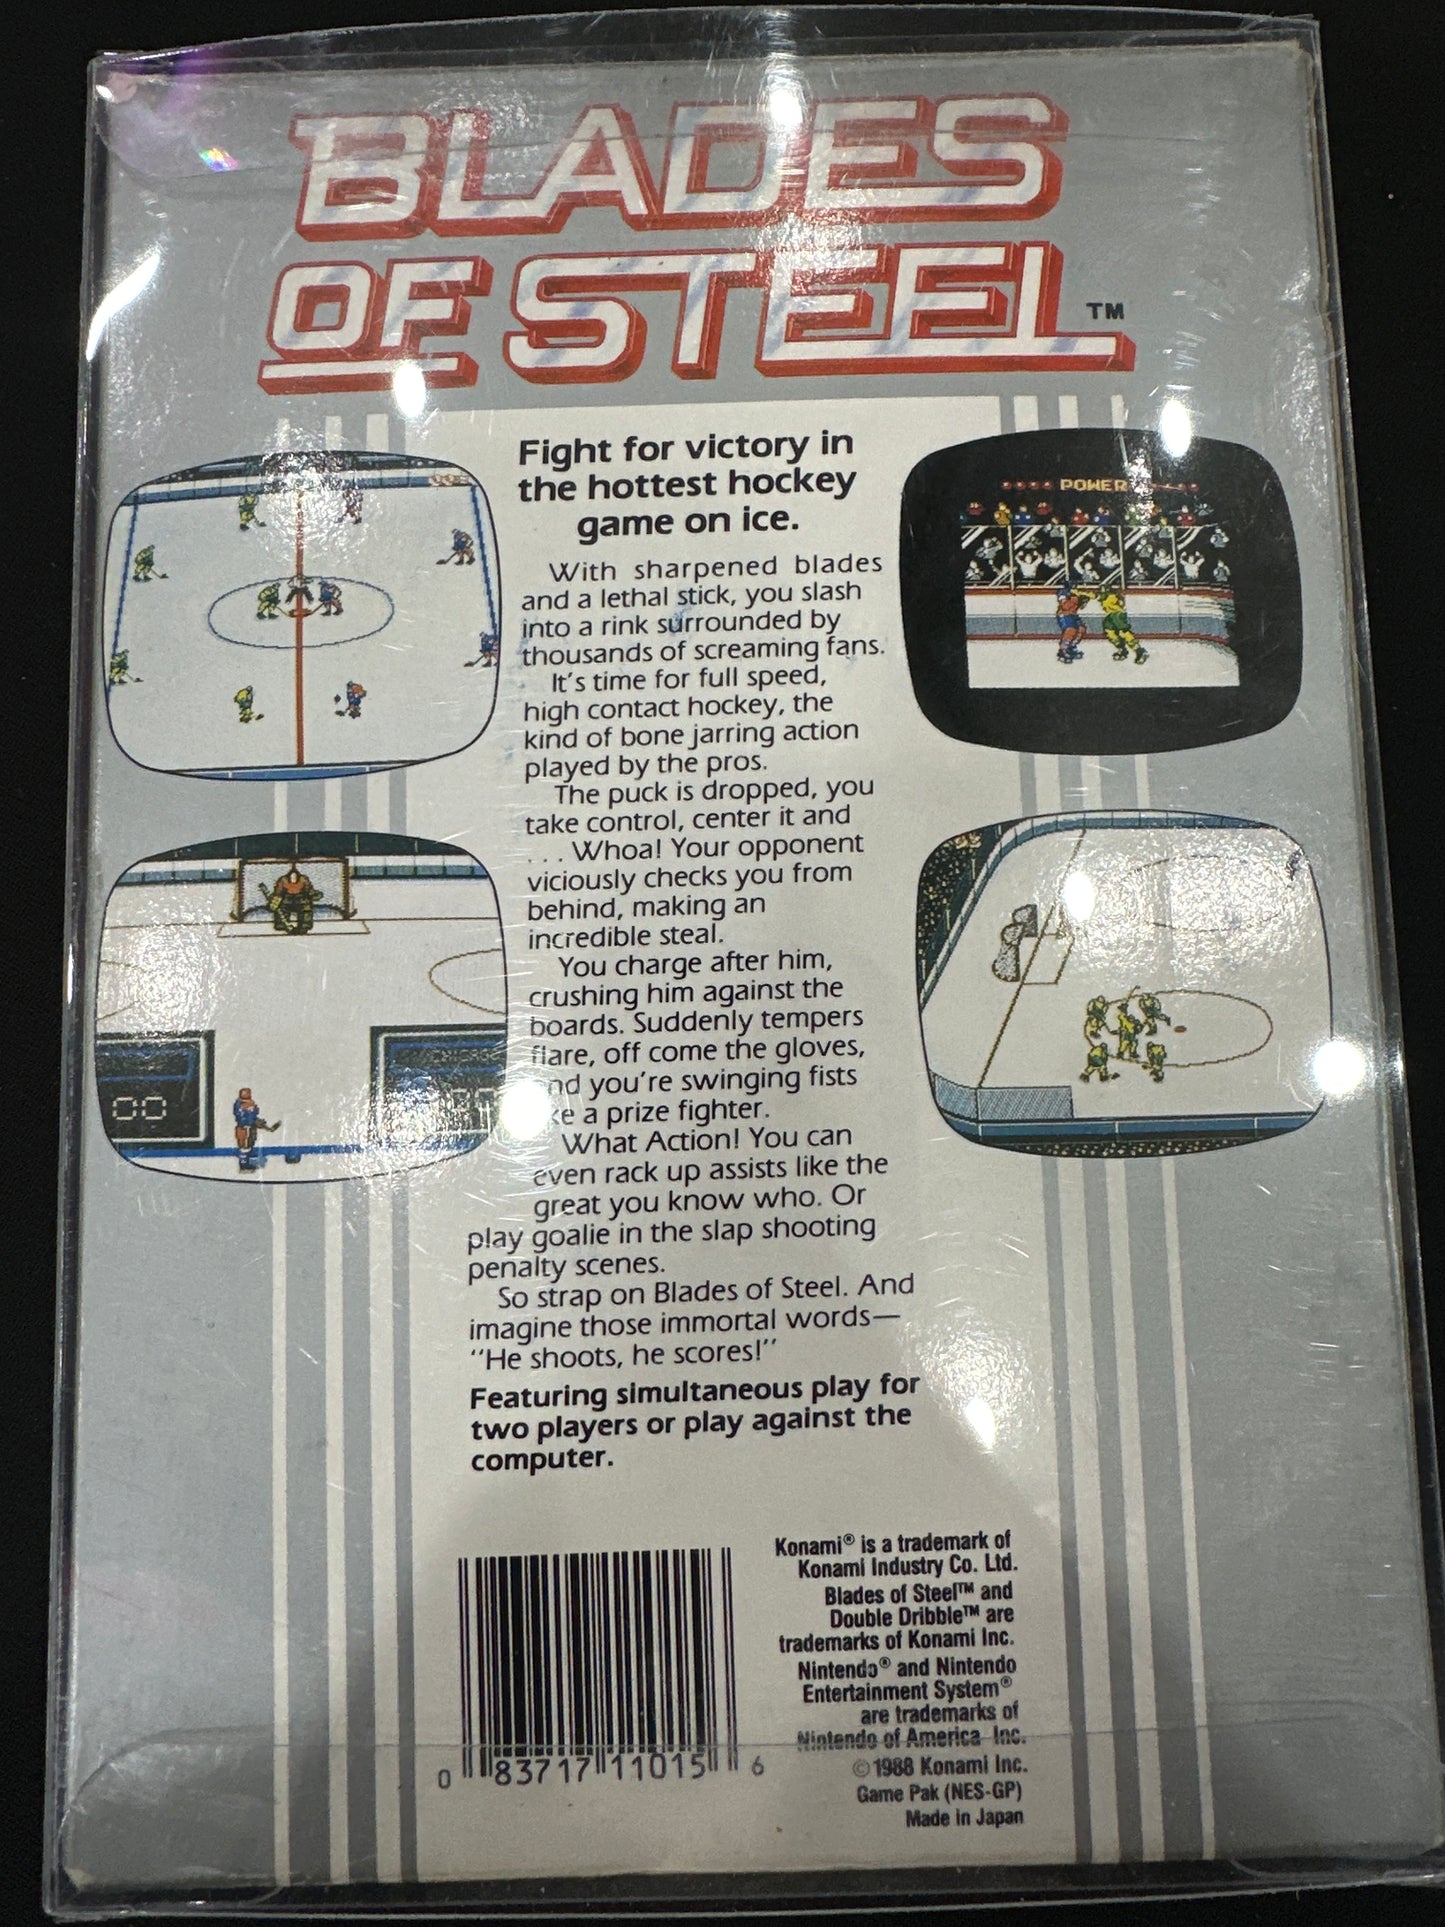 BLADES
OF STEEL™
Fight for victory in
the hottest hockey
game on ice.
With sharpened blades
and a lethal stick, you slash
into a rink surrounded by
thousands of screaming fans.
It's time for full speed,
high contact hockey, the
kind of bone jarring action
played by the pros.
The puck is dropped, you
take control, center it and
. . . Whoa! Your opponent
viciously checks you from
behind, making an
incredible steal.
You charge after him,
crushing him against the
boards. Suddenly tempers
flare, off come the gloves,
and you're swinging fists
like a prize fighter.
What Action! You can
even rack up assists like the
great you know who. Or
play goalie in the slap shooting
penalty scenes.
So strap on Blades of Steel. And
imagine those immortal words—
"He shoots, he scores!"
Featuring simultaneous play for
two players or play against the
computer.
POWER
00
Konami® is a trademark of
Konami Industry Co. Ltd.
Blades of Steel™ and
Double Dribble™ are
trademarks of Konami Inc.
Nintendo® and Nintendo
Entertainment System®
are trademarks of
Nintendo of America Inc.
©1988 Konami Inc.
Game Pak (NES-GP)
Made in Japan
0 83717 11015 6